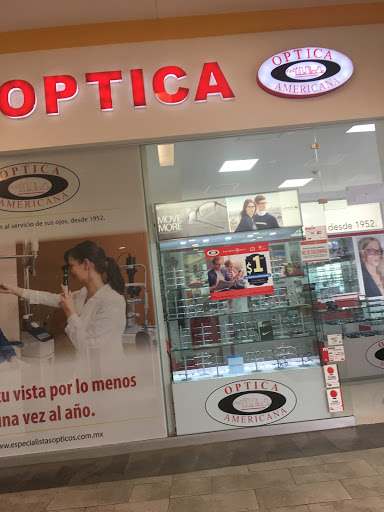 OPTICA
OPTICA
AMERICANA
OPTICA
AMERICANA
n al servicio de sus ojos, desde 1952.
MOVE
MORE
desde 1952.
$1
tu vista por lo menos
una vez al año.
www.especialistasopticos.com.mx
OPTICA
AMERICANA